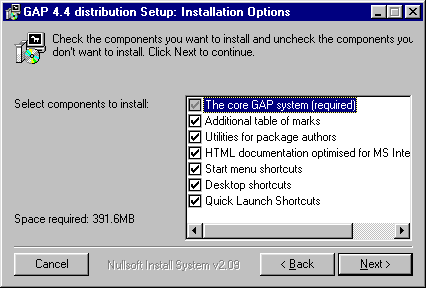 GAP 4.4 distribution Setup: Installation Options
Check the components you want to install and uncheck the components you
don't want to install. Click Next to continue.
Select components to install:
The core GAP system (required)
Additional table of marks
Utilities for package authors
HTML documentation optimised for MS Inte
Start menu shortcuts
Desktop shortcuts
Quick Launch Shortcuts
Space required: 391.6MB
Cancel
Nullsoft Install System v2.09
< Back
Next >